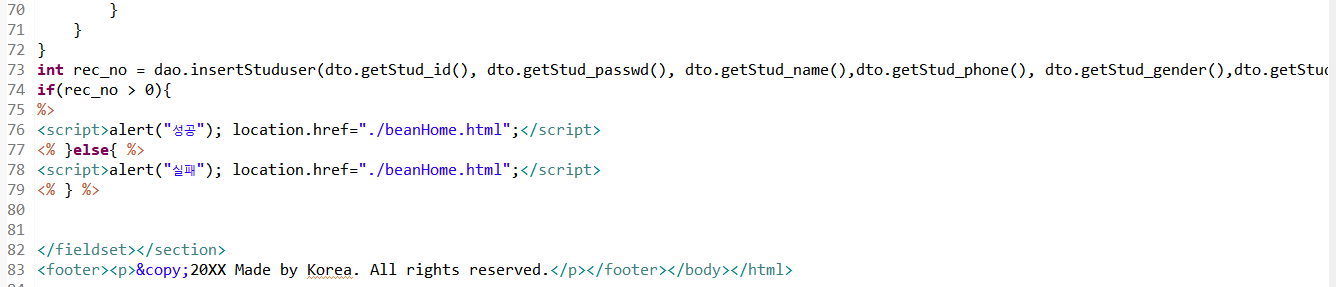 70 }
71 }
72 }
73 int rec_no = dao.insertStuduser(dto.getStud_id(), dto.getStud_passwd(), dto.getStud_name(),dto.getStud_phone(), dto.getStud_gender(),dto.getStud
74 if(rec_no > 0){
75 %>
76 <script>alert("성공"); location.href="./beanHome.html";</script>
77 <% }else{ %>
78 <script>alert("실패"); location.href="./beanHome.html";</script>
79 <% } %>
80
81
82 </fieldset></section>
83 <footer><p>&copy;20XX Made by Korea. All rights reserved.</p></footer></body></html>